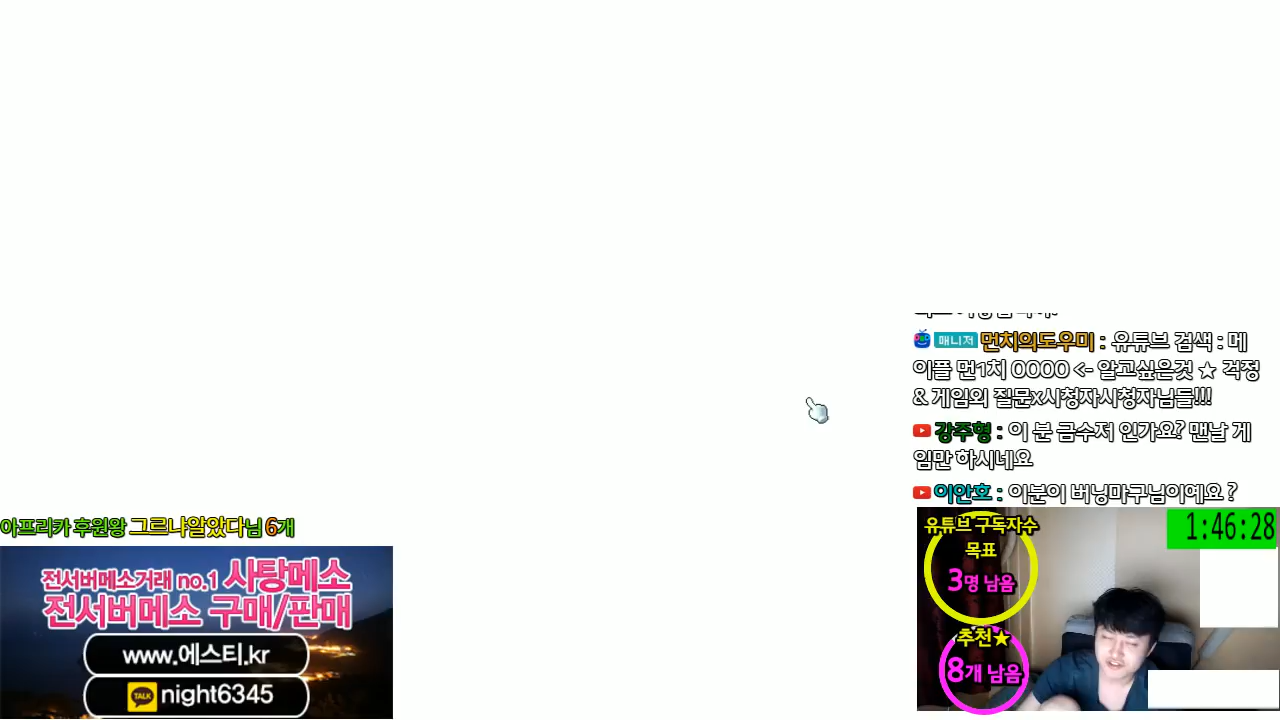 매니저 먼치의도우미 : 유튜브 검색 : 메
이플 먼1치 0000 <- 알고싶은것 ★ 걱정
& 게임외 질문x시청자시청자님들!!!
강주형 : 이 분 금수저 인가요? 맨날 게
임만 하시네요
이안호 : 이분이 버닝마구님이예요 ?
아프리카 후원왕 그르냐알았다님 6개
전서버메소거래 no.1 사탕메소
전서버메소 구매/판매
www.에스티.kr
TALK night6345
유튜브 구독자수
목표
3명 남음
추천★
8개 남음
1:46:28